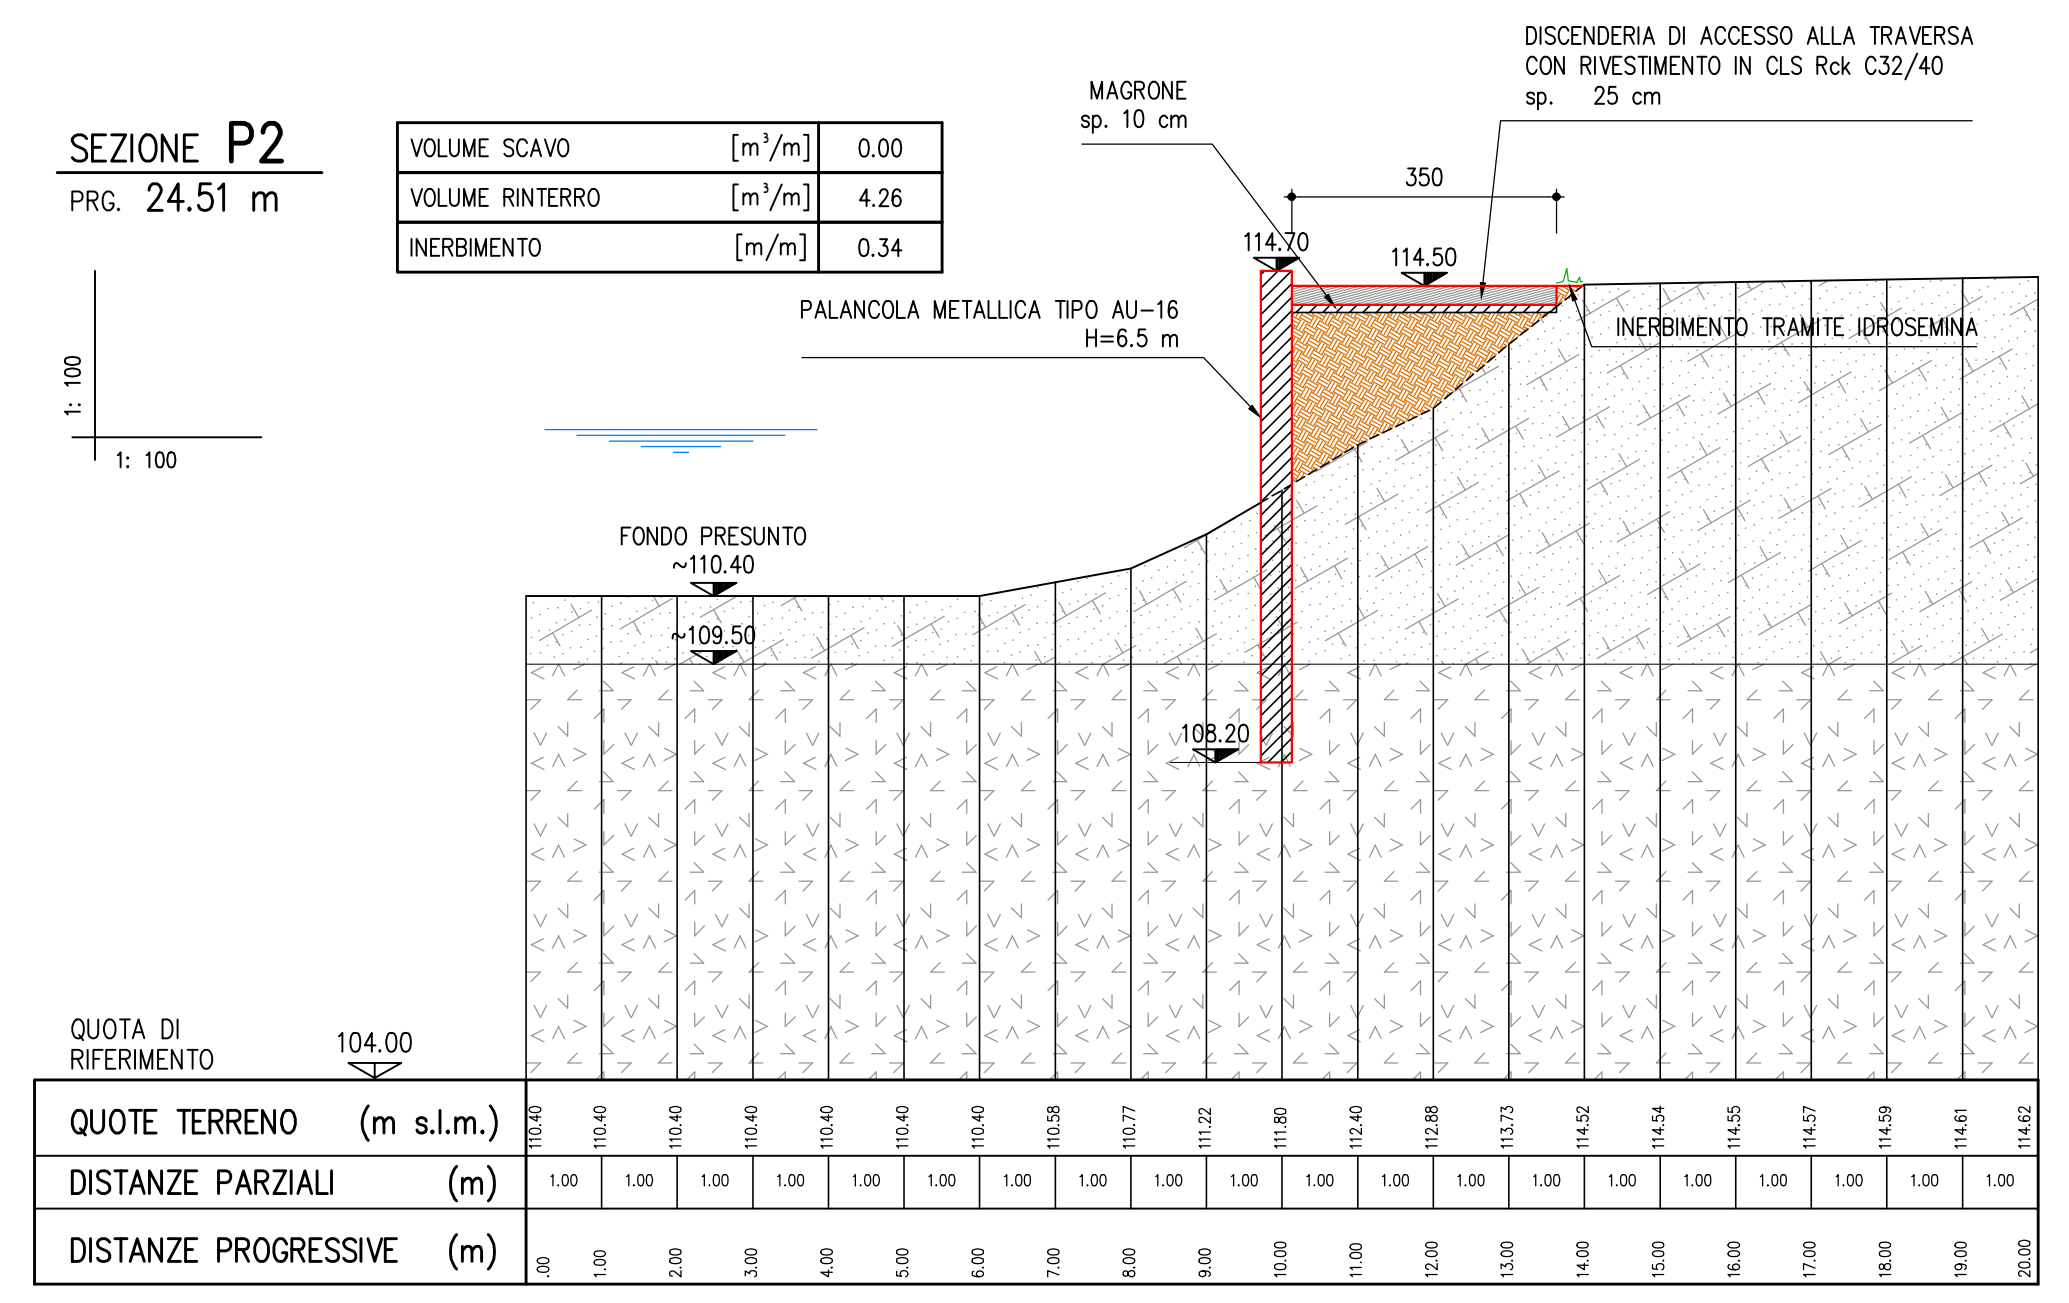 DISCENDERIA DI ACCESSO ALLA TRAVERSA
CON RIVESTIMENTO IN CLS Rck C32/40
sp. 25 cm
MAGRONE
sp. 10 cm
SEZIONE P2
PRG. 24.51 m
VOLUME SCAVO [m³/m] 0.00
VOLUME RINTERRO [m³/m] 4.26
INERBIMENTO [m/m] 0.34
350
114.70
114.50
PALANCOLA METALLICA TIPO AU-16
H=6.5 m
INERBIMENTO TRAMITE IDROSEMINA
1: 100
1: 100
FONDO PRESUNTO
~110.40
~109.50
108.20
QUOTA DI
RIFERIMENTO
104.00
QUOTE TERRENO (m s.l.m.) 110.40 110.40 110.40 110.40 110.40 110.40 110.40 110.58 110.77 111.22 111.80 112.40 112.88 113.73 114.52 114.54 114.55 114.57 114.59 114.61 114.62
DISTANZE PARZIALI (m) 1.00 1.00 1.00 1.00 1.00 1.00 1.00 1.00 1.00 1.00 1.00 1.00 1.00 1.00 1.00 1.00 1.00 1.00 1.00 1.00
DISTANZE PROGRESSIVE (m) .00 1.00 2.00 3.00 4.00 5.00 6.00 7.00 8.00 9.00 10.00 11.00 12.00 13.00 14.00 15.00 16.00 17.00 18.00 19.00 20.00